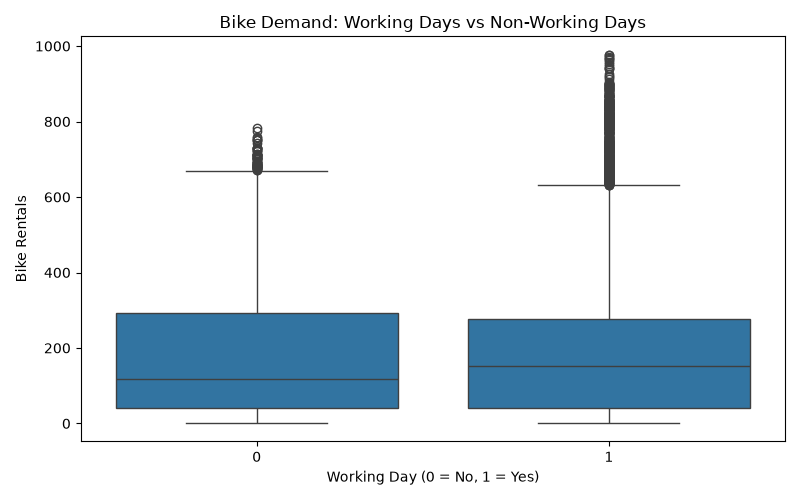 Bike Demand: Working Days vs Non-Working Days
1000
800
600
400
200
0
Bike Rentals
0
1
Working Day (0 = No, 1 = Yes)